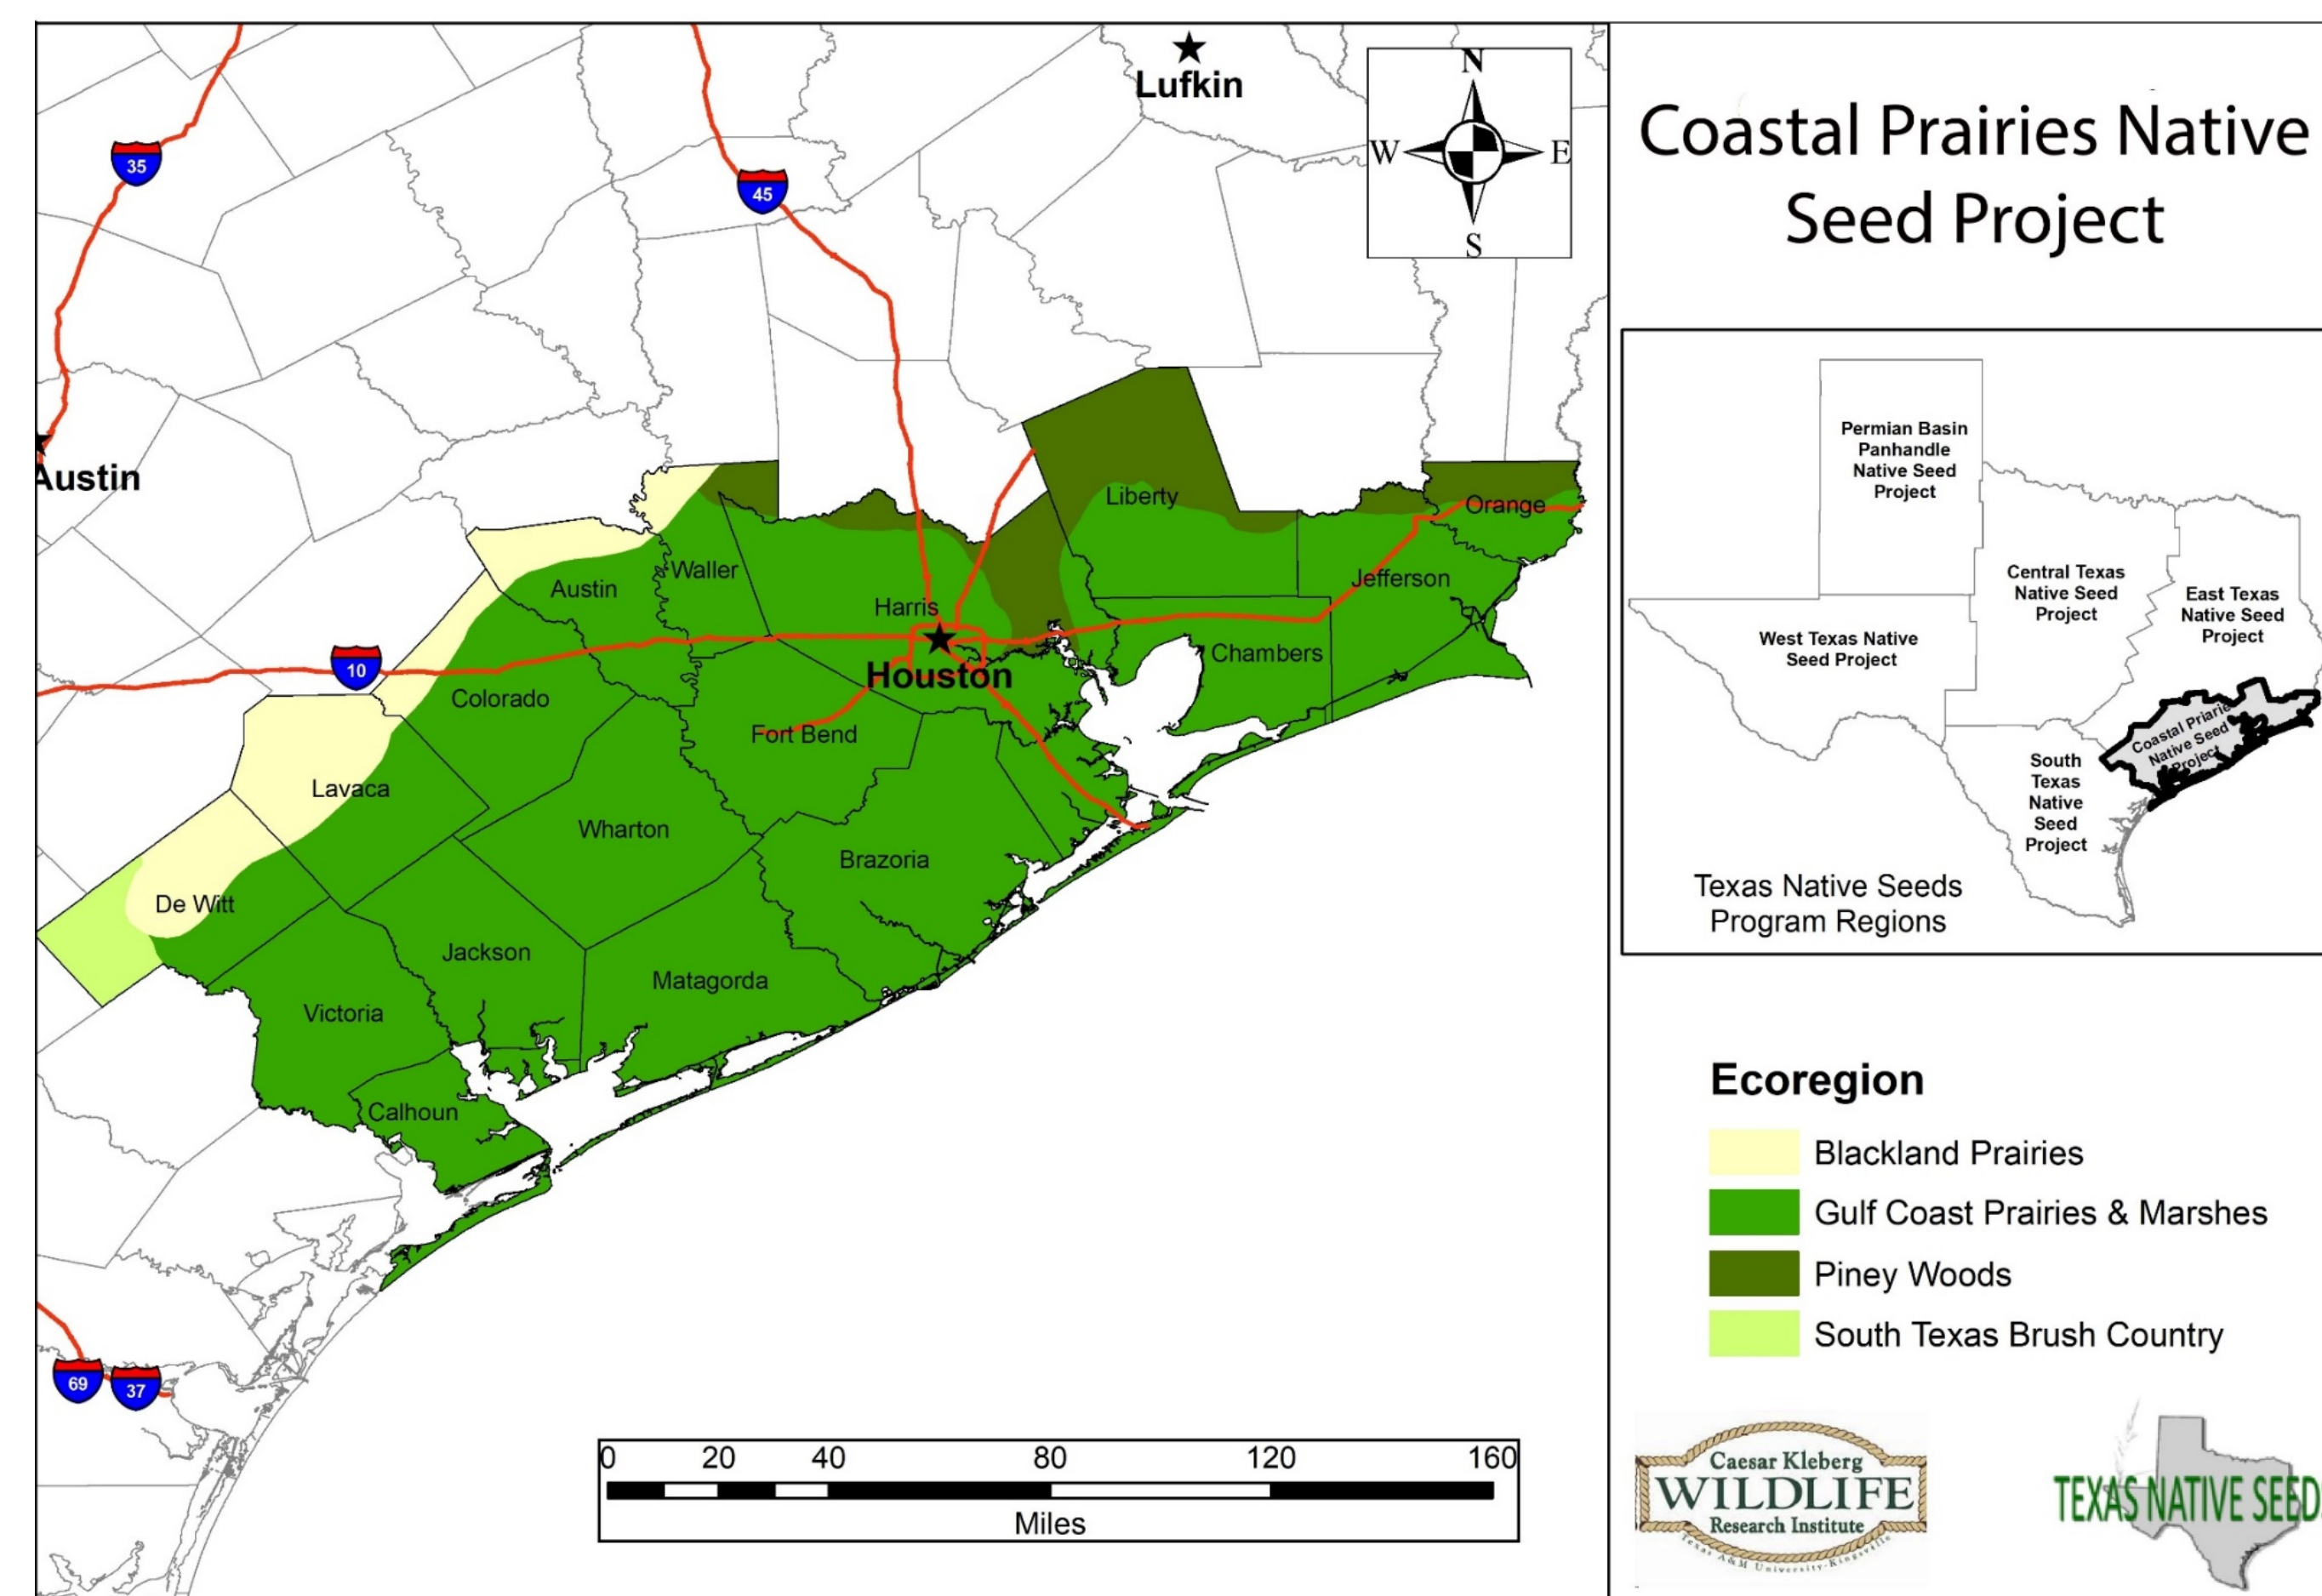 Lufkin
N
W
E
S
35
45
Austin
10
Liberty
Orange
Waller
Austin
Jefferson
Harris
Houston
Chambers
Colorado
Fort Bend
Lavaca
Wharton
Brazoria
De Witt
Jackson
Matagorda
Victoria
Calhoun
69
37
0 20 40 80 120 160
Miles
Coastal Prairies Native
Seed Project
Permian Basin
Panhandle
Native Seed
Project
Central Texas
Native Seed
Project
East Texas
Native Seed
Project
West Texas Native
Seed Project
Coastal Priarie
Native Seed
Project
South
Texas
Native
Seed
Project
Texas Native Seeds
Program Regions
Ecoregion
Blackland Prairies
Gulf Coast Prairies & Marshes
Piney Woods
South Texas Brush Country
Caesar Kleberg
WILDLIFE
Research Institute
Texas A&M University-Kingsville
TEXAS NATIVE SEEDS